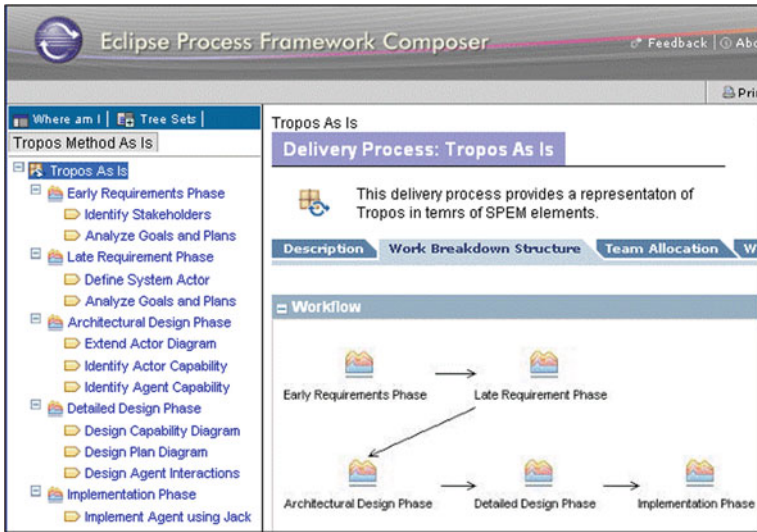 Eclipse Process Framework Composer
Feedback | Abo
Pri
Where am I | Tree Sets |
Tropos Method As Is
Tropos As Is
Early Requirements Phase
Identify Stakeholders
Analyze Goals and Plans
Late Requirement Phase
Define System Actor
Analyze Goals and Plans
Architectural Design Phase
Extend Actor Diagram
Identify Actor Capability
Identify Agent Capability
Detailed Design Phase
Design Capability Diagram
Design Plan Diagram
Design Agent Interactions
Implementation Phase
Implement Agent using Jack
Tropos As Is
Delivery Process: Tropos As Is
This delivery process provides a representaton of
Tropos in temrs of SPEM elements.
Description Work Breakdown Structure Team Allocation W
Workflow
Early Requirements Phase Late Requirement Phase
Architectural Design Phase Detailed Design Phase Implementation Phase